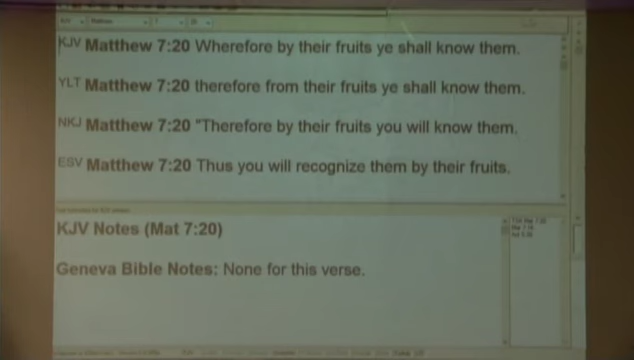 KJV Matthew 7:20 Wherefore by their fruits ye shall know them.
YLT Matthew 7:20 therefore from their fruits ye shall know them.
NKJ Matthew 7:20 "Therefore by their fruits you will know them.
ESV Matthew 7:20 Thus you will recognize them by their fruits.
KJV Notes (Mat 7:20)
Geneva Bible Notes: None for this verse.